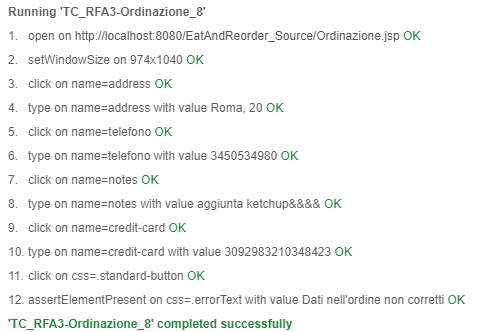 Running 'TC_RFA3-Ordinazione_8'
1. open on http://localhost:8080/EatAndReorder_Source/Ordinazione.jsp OK
2. setWindowSize on 974x1040 OK
3. click on name=address OK
4. type on name=address with value Roma, 20 OK
5. click on name=telefono OK
6. type on name=telefono with value 3450534980 OK
7. click on name=notes OK
8. type on name=notes with value aggiunta ketchup&&&& OK
9. click on name=credit-card OK
10. type on name=credit-card with value 3092983210348423 OK
11. click on css=.standard-button OK
12. assertElementPresent on css=.errorText with value Dati nell'ordine non corretti OK
'TC_RFA3-Ordinazione_8' completed successfully